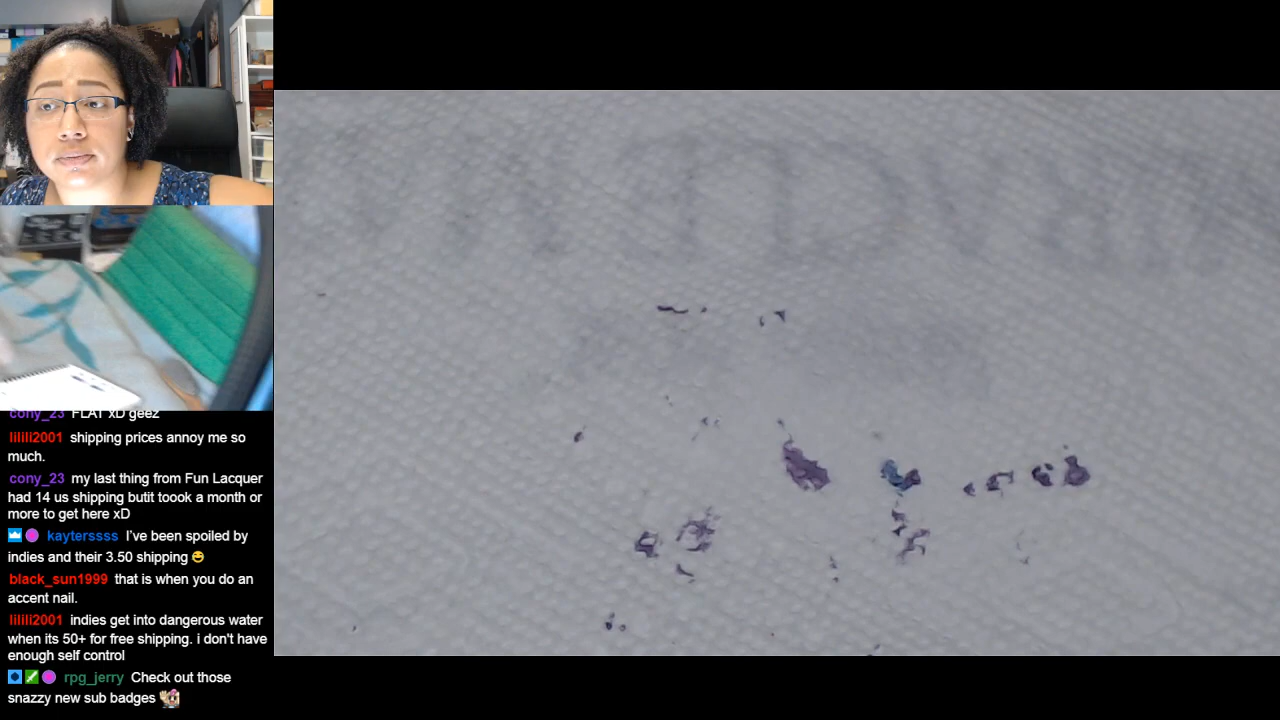 cony_23 FLAT xD geez
lilili2001 shipping prices annoy me so
much.
cony_23 my last thing from Fun Lacquer
had 14 us shipping butit toook a month or
more to get here xD
kayterssss I've been spoiled by
indies and their 3.50 shipping
black_sun1999 that is when you do an
accent nail.
lilili2001 indies get into dangerous water
when its 50+ for free shipping. i don't have
enough self control
rpg_jerry Check out those
snazzy new sub badges